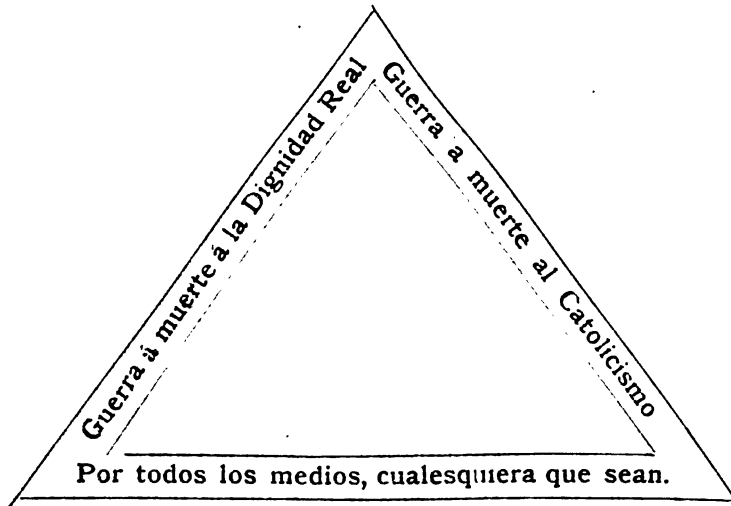 Guerra á muerte á la Dignidad Real
Guerra a muerte al Catolicismo
Por todos los medios, cualesquiera que sean.